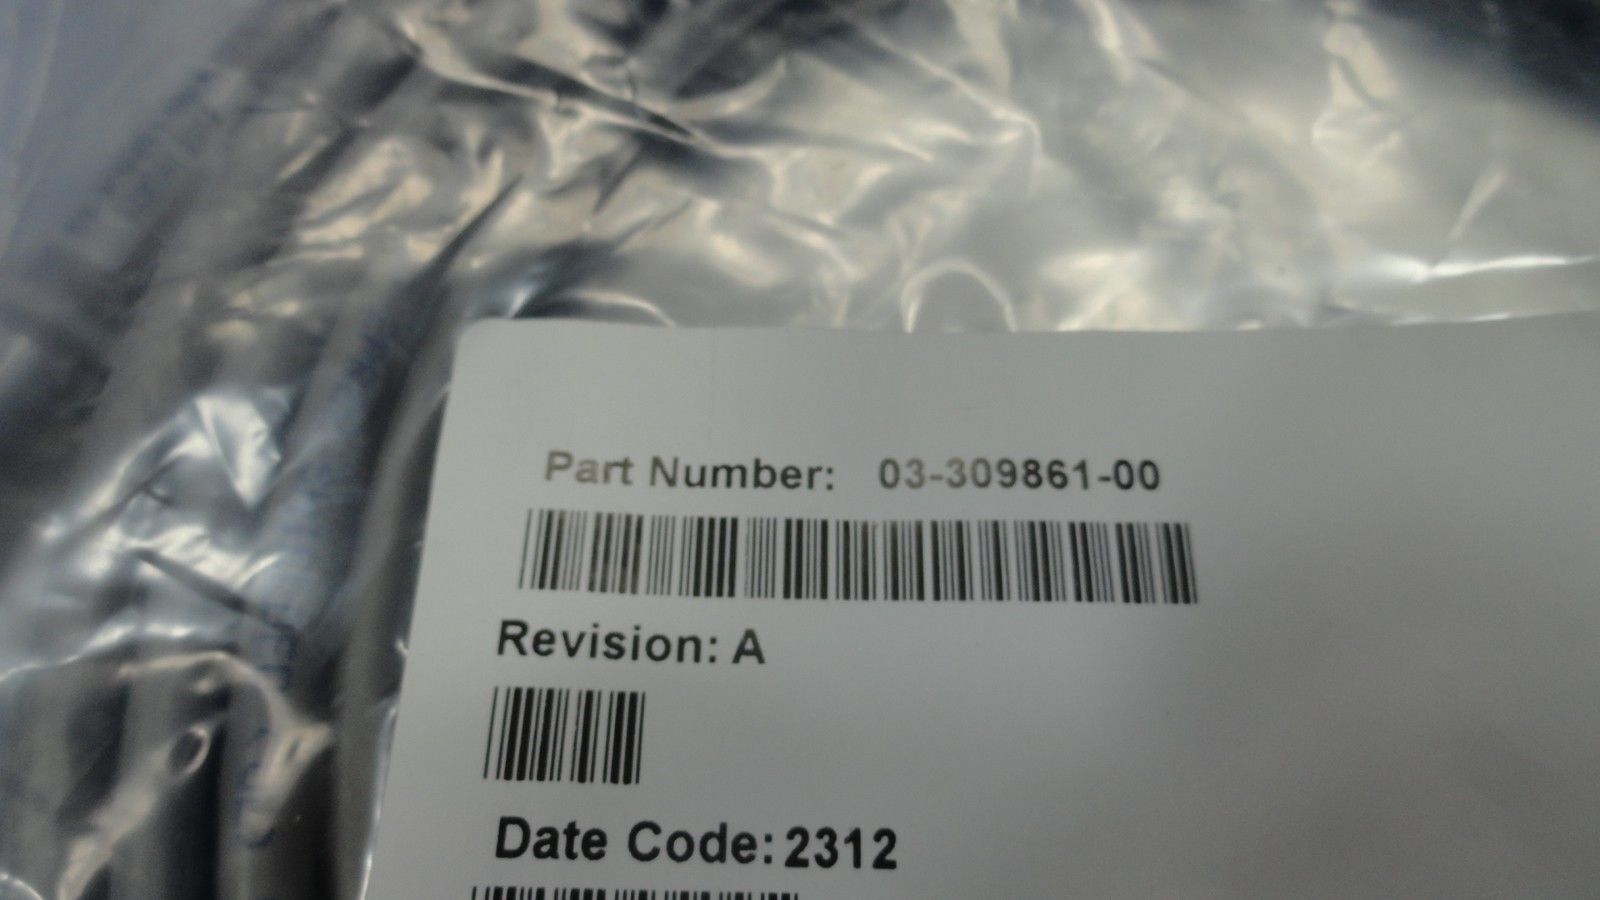 Part Number: 03-309861-00
Revision: A
Date Code: 2312